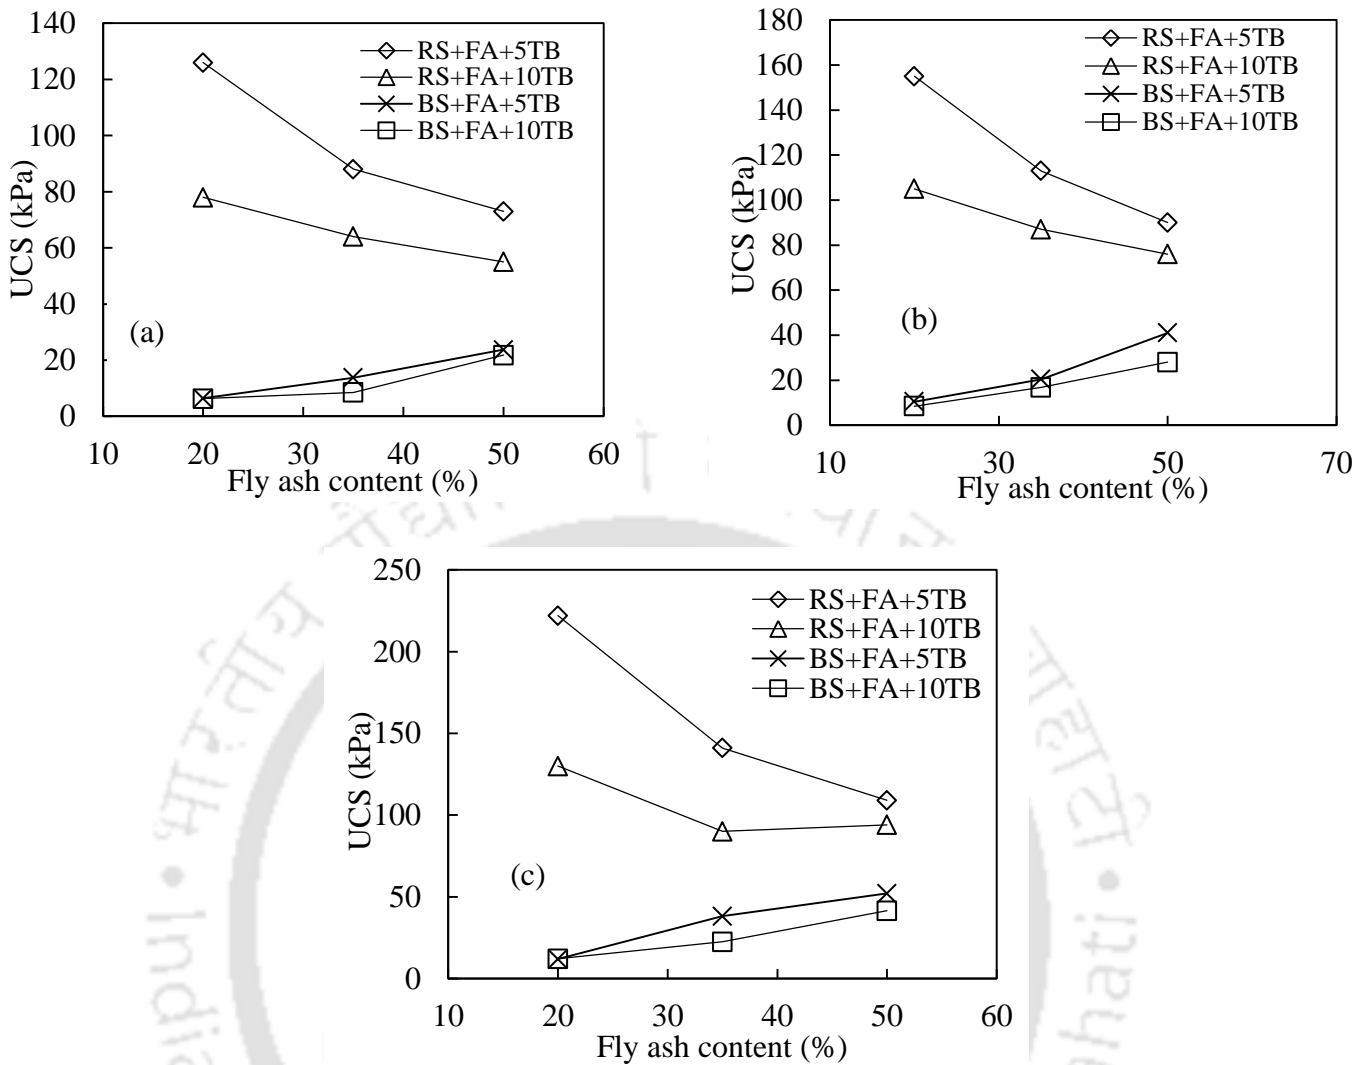 140
120
100
80
60
40
20
0
UCS (kPa)
RS+FA+5TB
RS+FA+10TB
BS+FA+5TB
BS+FA+10TB
(a)
10 20 30 40 50 60
Fly ash content (%)
180
160
140
120
100
80
60
40
20
0
UCS (kPa)
RS+FA+5TB
RS+FA+10TB
BS+FA+5TB
BS+FA+10TB
(b)
10 30 50 70
Fly ash content (%)
250
200
150
100
50
0
UCS (kPa)
RS+FA+5TB
RS+FA+10TB
BS+FA+5TB
BS+FA+10TB
(c)
10 20 30 40 50 60
Fly ash content (%)